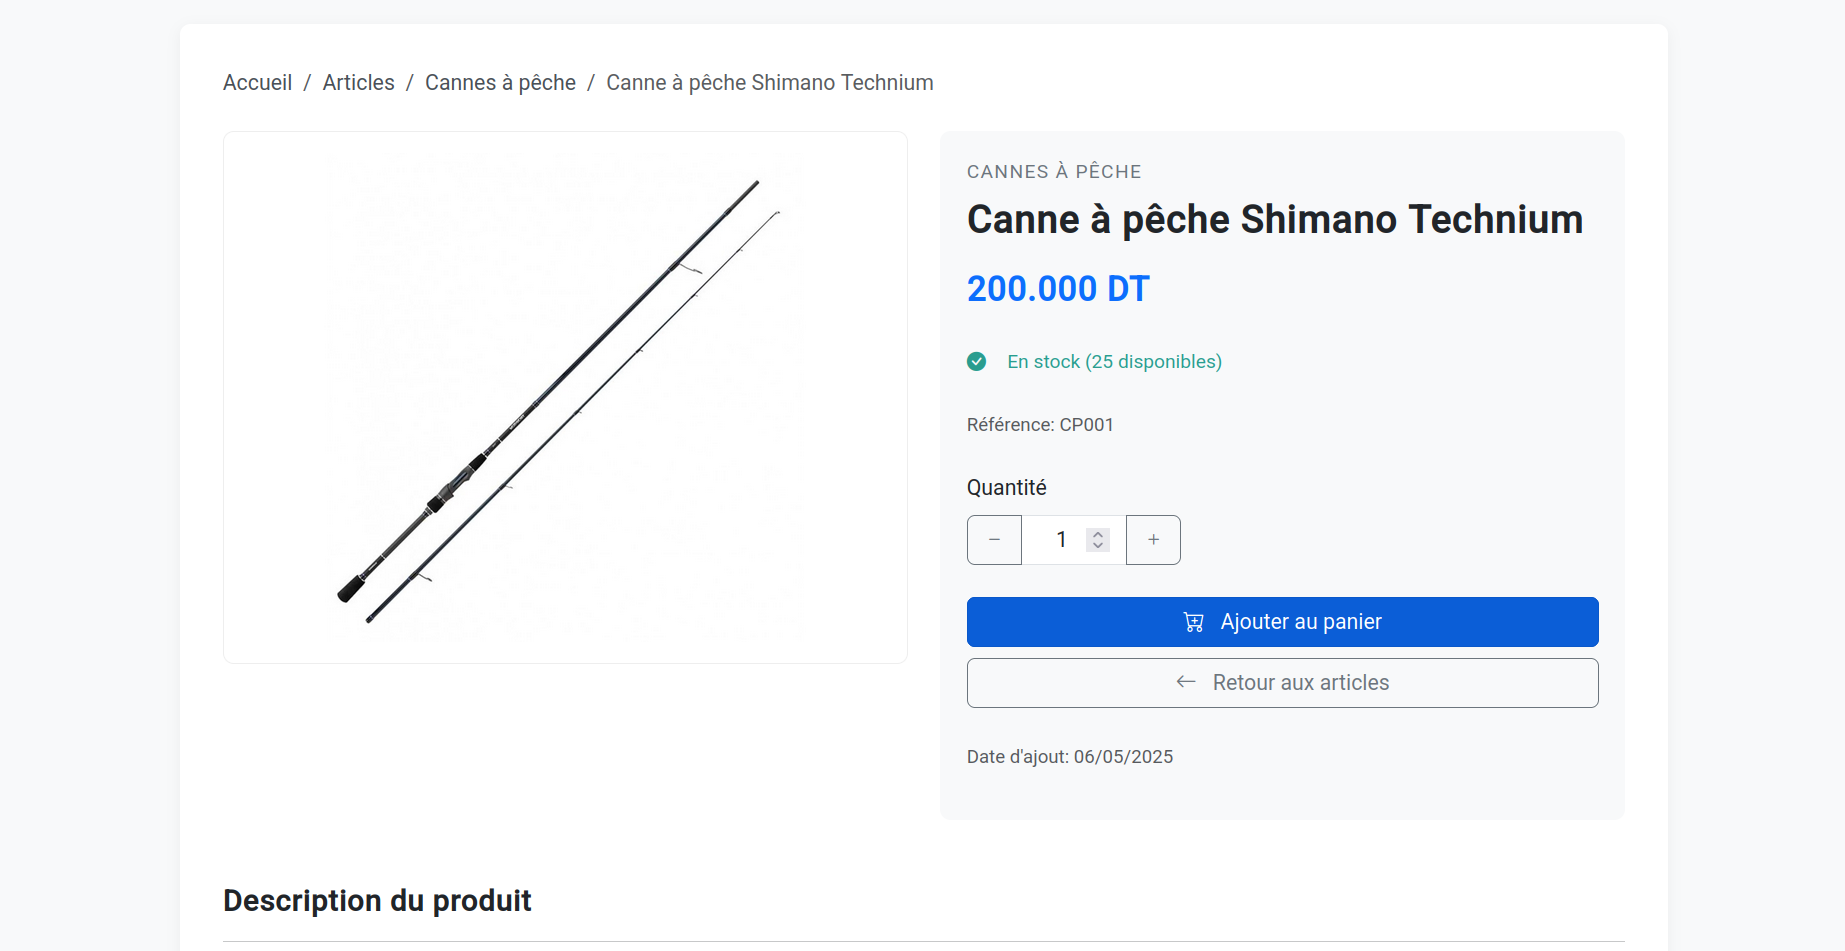 Accueil / Articles / Cannes à pêche / Canne à pêche Shimano Technium
CANNES À PÊCHE
Canne à pêche Shimano Technium
200.000 DT
En stock (25 disponibles)
Référence: CP001
Quantité
− 1 +
Ajouter au panier
← Retour aux articles
Date d'ajout: 06/05/2025
Description du produit